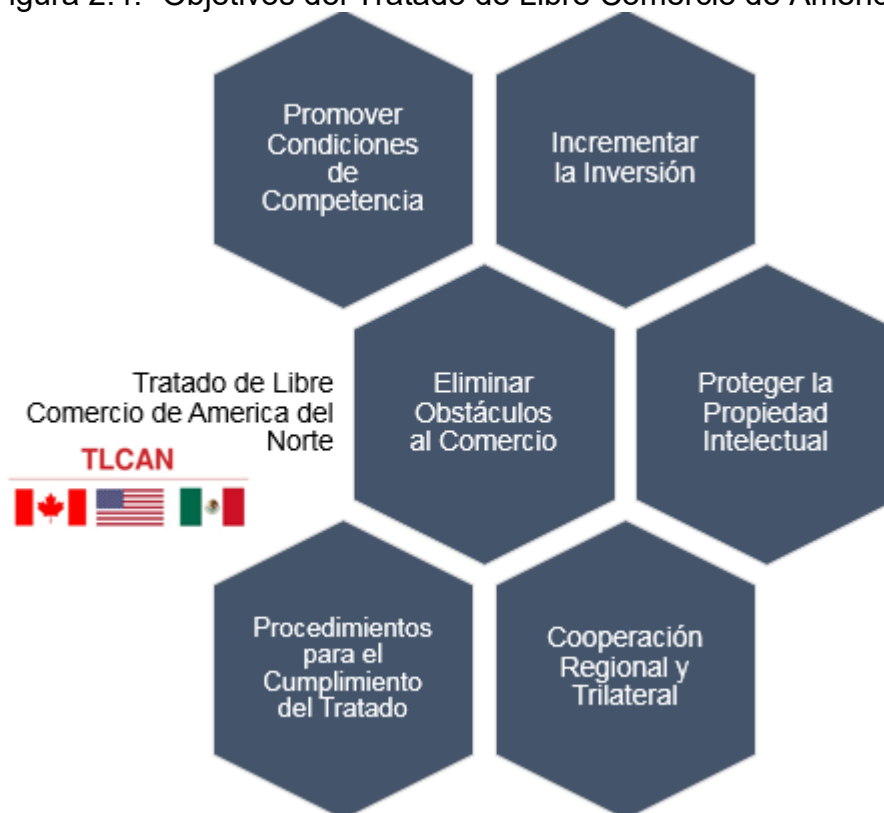 igura 2.4. Objetivos del Tratado de Libre Comercio de Améric
Promover
Condiciones
de
Competencia
Incrementar
la Inversión
Tratado de Libre
Comercio de America del
Norte
TLCAN
Eliminar
Obstáculos
al Comercio
Proteger la
Propiedad
Intelectual
Procedimientos
para el
Cumplimiento
del Tratado
Cooperación
Regional y
Trilateral